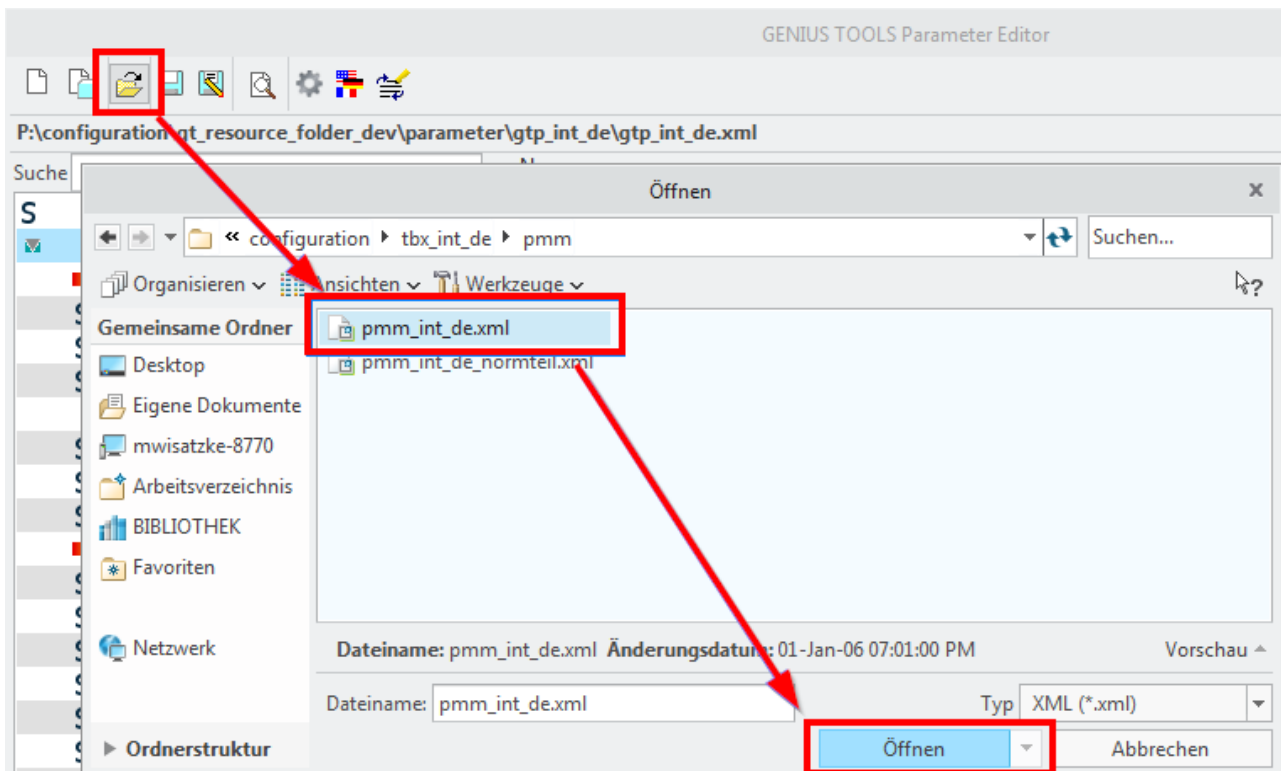 GENIUS TOOLS Parameter Editor
P:\configuration\gt_resource_folder_dev\parameter\gtp_int_de\gtp_int_de.xml
Suche
Öffnen x
S
« configuration tbx_int_de pmm Suchen...
Organisieren Ansichten Werkzeuge ?
Gemeinsame Ordner pmm_int_de.xml
Desktop pmm_int_de_normteil.xml
Eigene Dokumente
mwisatzke-8770
Arbeitsverzeichnis
BIBLIOTHEK
Favoriten
Netzwerk Dateiname: pmm_int_de.xml Änderungsdatum: 01-Jan-06 07:01:00 PM Vorschau
Dateiname: pmm_int_de.xml Typ XML (*.xml)
Ordnerstruktur Öffnen Abbrechen